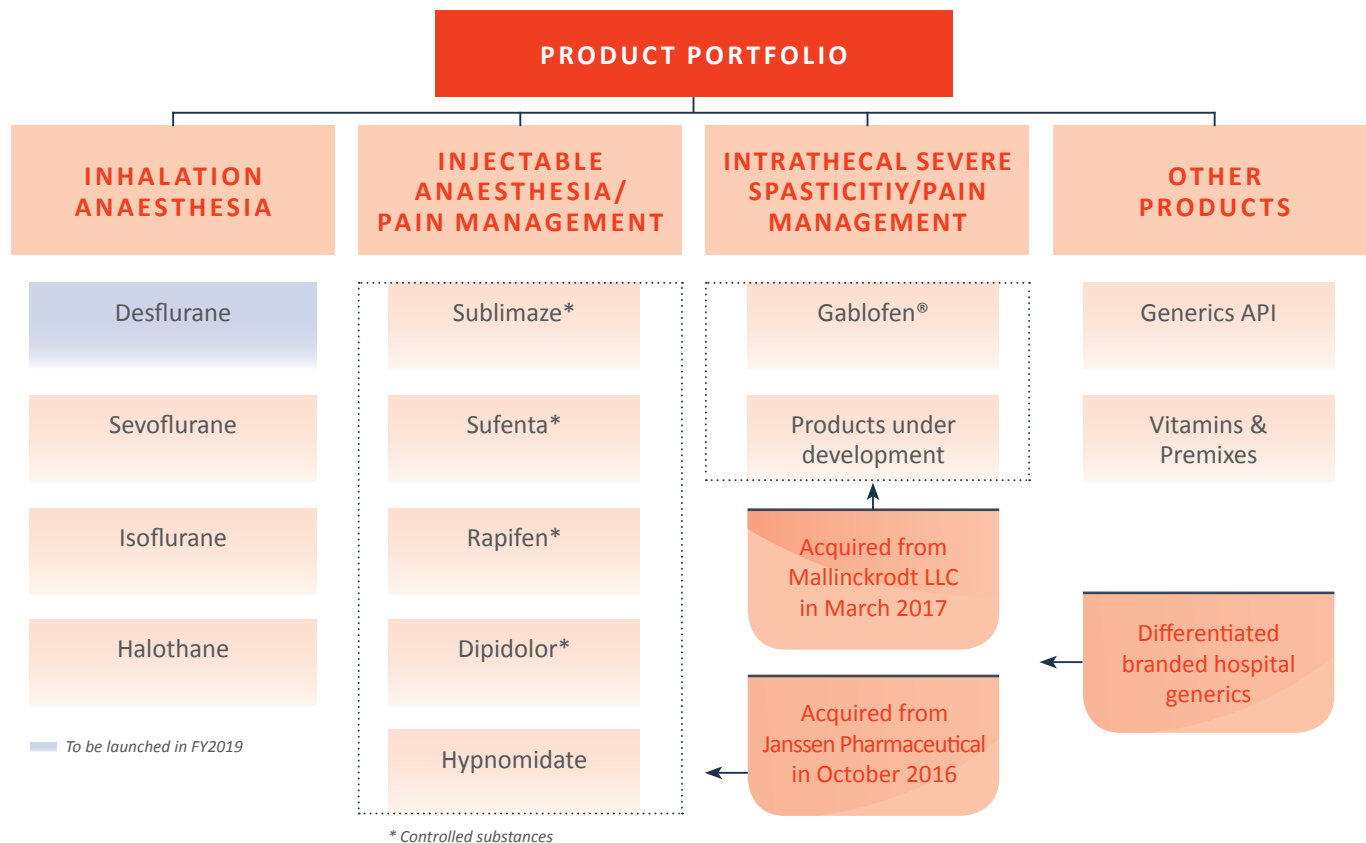 PRODUCT PORTFOLIO
INHALATION
ANAESTHESIA
Desflurane
Sevoflurane
Isoflurane
Halothane
To be launched in FY2019
INJECTABLE
ANAESTHESIA/
PAIN MANAGEMENT
Sublimaze*
Sufenta*
Rapifen*
Dipidolor*
Hypnomidate
* Controlled substances
INTRATHECAL SEVERE
SPASTICITIY/PAIN
MANAGEMENT
Gablofen®
Products under
development
Acquired from
Mallinckrodt LLC
in March 2017
Acquired from
Janssen Pharmaceutical
in October 2016
OTHER
PRODUCTS
Generics API
Vitamins &
Premixes
Differentiated
branded hospital
generics